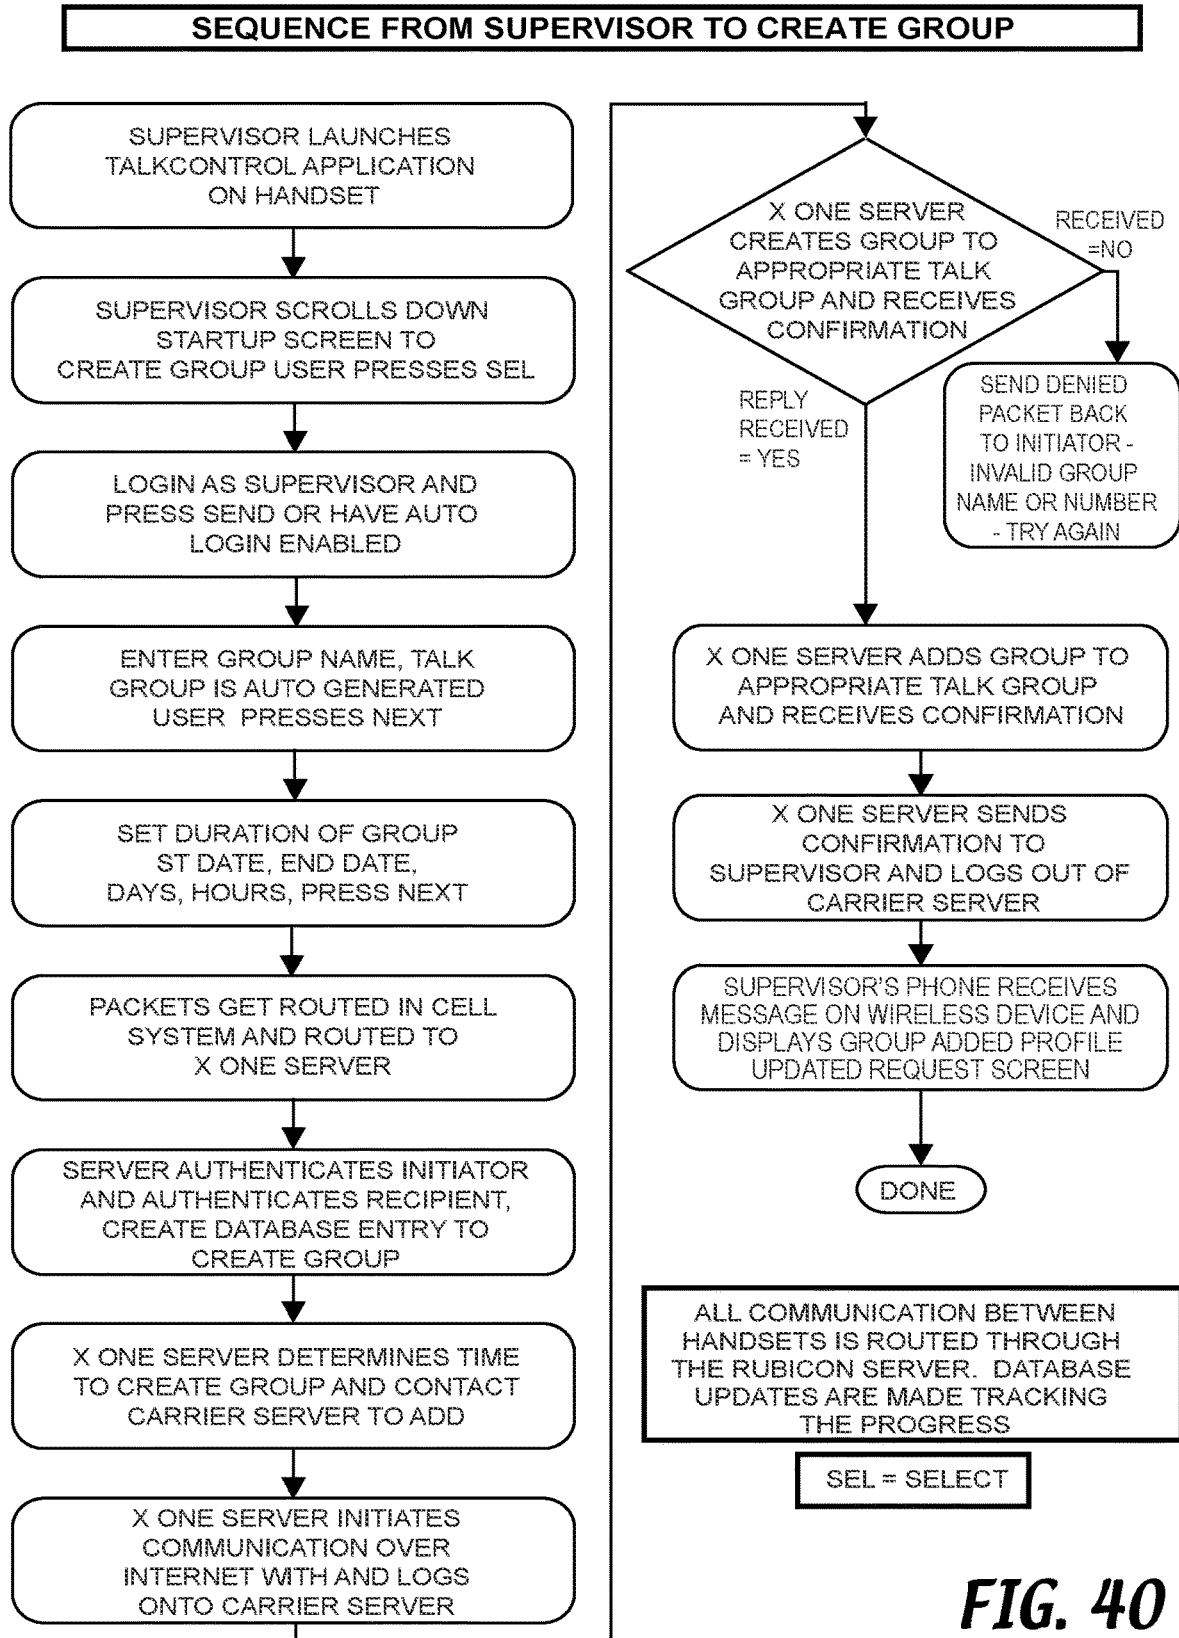 SEQUENCE FROM SUPERVISOR TO CREATE GROUP
SUPERVISOR LAUNCHES
TALKCONTROL APPLICATION
ON HANDSET
SUPERVISOR SCROLLS DOWN
STARTUP SCREEN TO
CREATE GROUP USER PRESSES SEL
LOGIN AS SUPERVISOR AND
PRESS SEND OR HAVE AUTO
LOGIN ENABLED
ENTER GROUP NAME, TALK
GROUP IS AUTO GENERATED
USER PRESSES NEXT
SET DURATION OF GROUP
ST DATE, END DATE,
DAYS, HOURS, PRESS NEXT
PACKETS GET ROUTED IN CELL
SYSTEM AND ROUTED TO
X ONE SERVER
SERVER AUTHENTICATES INITIATOR
AND AUTHENTICATES RECIPIENT,
CREATE DATABASE ENTRY TO
CREATE GROUP
X ONE SERVER DETERMINES TIME
TO CREATE GROUP AND CONTACT
CARRIER SERVER TO ADD
X ONE SERVER INITIATES
COMMUNICATION OVER
INTERNET WITH AND LOGS
ONTO CARRIER SERVER
X ONE SERVER
CREATES GROUP TO
APPROPRIATE TALK
GROUP AND RECEIVES
CONFIRMATION
RECEIVED
=NO
SEND DENIED
PACKET BACK
TO INITIATOR -
INVALID GROUP
NAME OR NUMBER
- TRY AGAIN
REPLY
RECEIVED
= YES
X ONE SERVER ADDS GROUP TO
APPROPRIATE TALK GROUP
AND RECEIVES CONFIRMATION
X ONE SERVER SENDS
CONFIRMATION TO
SUPERVISOR AND LOGS OUT OF
CARRIER SERVER
SUPERVISOR'S PHONE RECEIVES
MESSAGE ON WIRELESS DEVICE AND
DISPLAYS GROUP ADDED PROFILE
UPDATED REQUEST SCREEN
DONE
ALL COMMUNICATION BETWEEN
HANDSETS IS ROUTED THROUGH
THE RUBICON SERVER. DATABASE
UPDATES ARE MADE TRACKING
THE PROGRESS
SEL = SELECT
FIG. 40